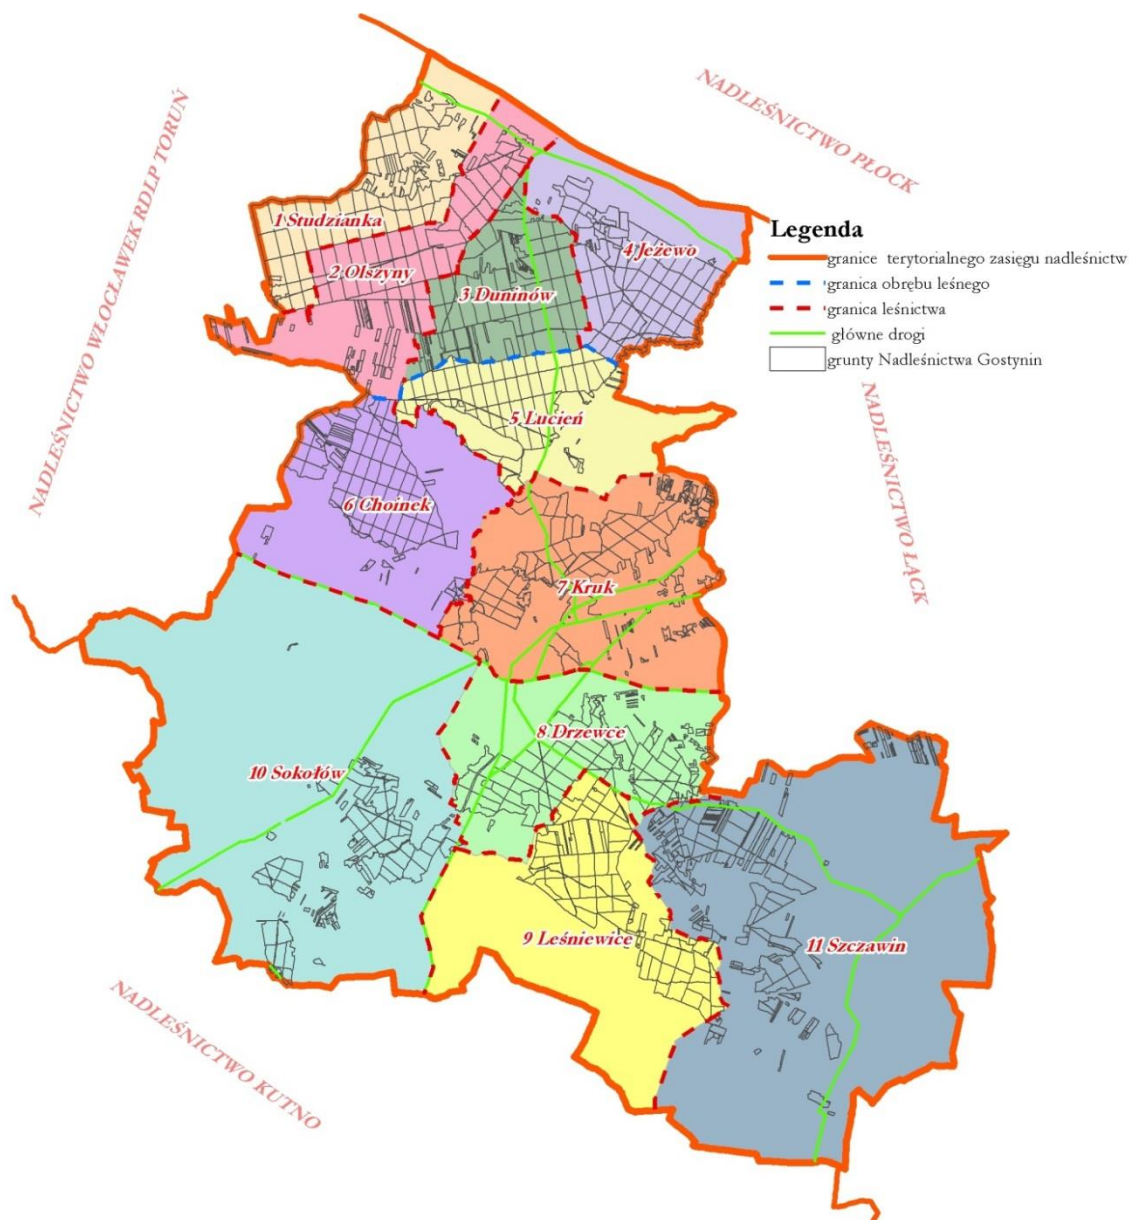 NADLEŚNICTWO PŁOCK
NADLEŚNICTWO WŁOCŁAWEK RDLP TORUŃ
1 Studzianka
2 Olszyny
3 Duninów
4 Jeżewo
Legenda
granice terytorialnego zasięgu nadleśnictw
granica obrębu leśnego
granica leśnictwa
główne drogi
grunty Nadleśnictwa Gostynin
5 Lucień
NADLEŚNICTWO ŁĄCK
6 Choinek
7 Kruk
8 Drzewce
10 Sokołów
9 Leśniewice
11 Szczawin
NADLEŚNICTWO KUTNO